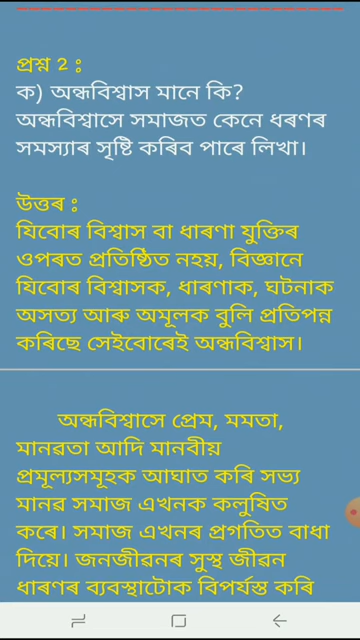 প্ৰশ্ন 2 :
ক) অন্ধবিশ্বাস মানে কি?
অন্ধবিশ্বাসে সমাজত কেনে ধৰণৰ
সমস্যাৰ সৃষ্টি কৰিব পাৰে লিখা।
উত্তৰ :
যিবোৰ বিশ্বাস বা ধাৰণা যুক্তিৰ
ওপৰত প্ৰতিষ্ঠিত নহয়, বিজ্ঞানে
যিবোৰ বিশ্বাসক, ধাৰণাক, ঘটনাক
অসত্য আৰু অমূলক বুলি প্ৰতিপন্ন
কৰিছে সেইবোৰেই অন্ধবিশ্বাস।
অন্ধবিশ্বাসে প্ৰেম, মমতা,
মানৱতা আদি মানবীয়
প্ৰমূল্যসমূহক আঘাত কৰি সভ্য
মানৱ সমাজ এখনক কলুষিত
কৰে। সমাজ এখনৰ প্ৰগতিত বাধা
দিয়ে। জনজীৱনৰ সুস্থ জীৱন
ধাৰণৰ ব্যৱস্থাটোক বিপৰ্যস্ত কৰি